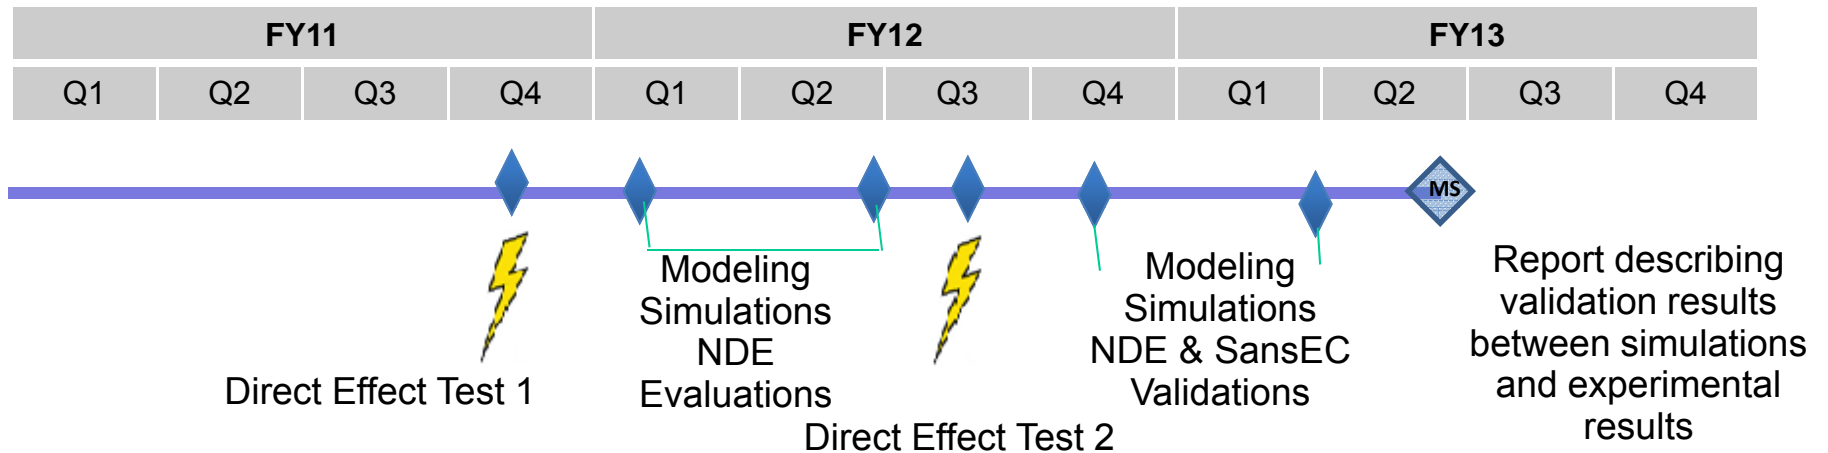 FY11 FY12 FY13
Q1 Q2 Q3 Q4 Q1 Q2 Q3 Q4 Q1 Q2 Q3 Q4
MS
Direct Effect Test 1
Modeling
Simulations
NDE
Evaluations
Direct Effect Test 2
Modeling
Simulations
NDE & SansEC
Validations
Report describing
validation results
between simulations
and experimental
results